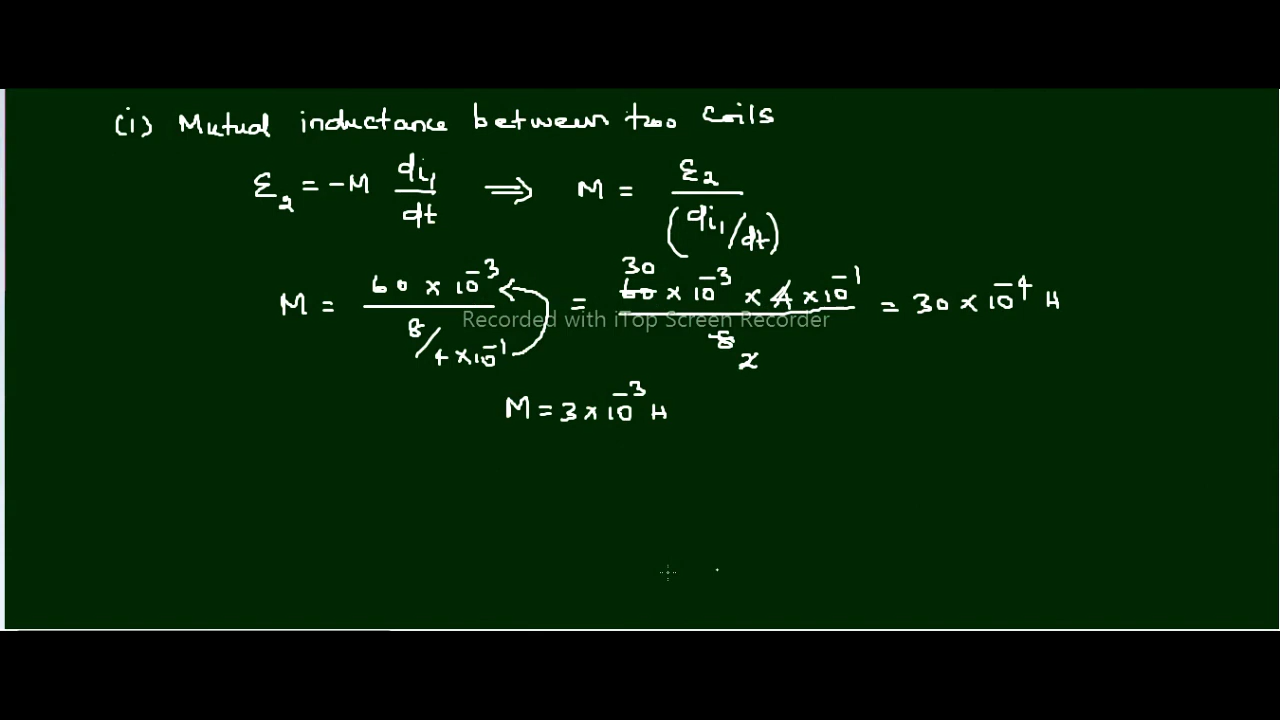 (i) Mutual inductance between two coils
ε₂ = -M di₁/dt ⟹ M = ε₂/(di₁/dt)
M = 60 × 10⁻³ / (8/4 × 10⁻¹) = 30 60 × 10⁻³ × 4 × 10⁻¹ / 8 2 = 30 × 10⁻⁴ H
Recorded with iTop Screen Recorder
M = 3 × 10⁻³ H